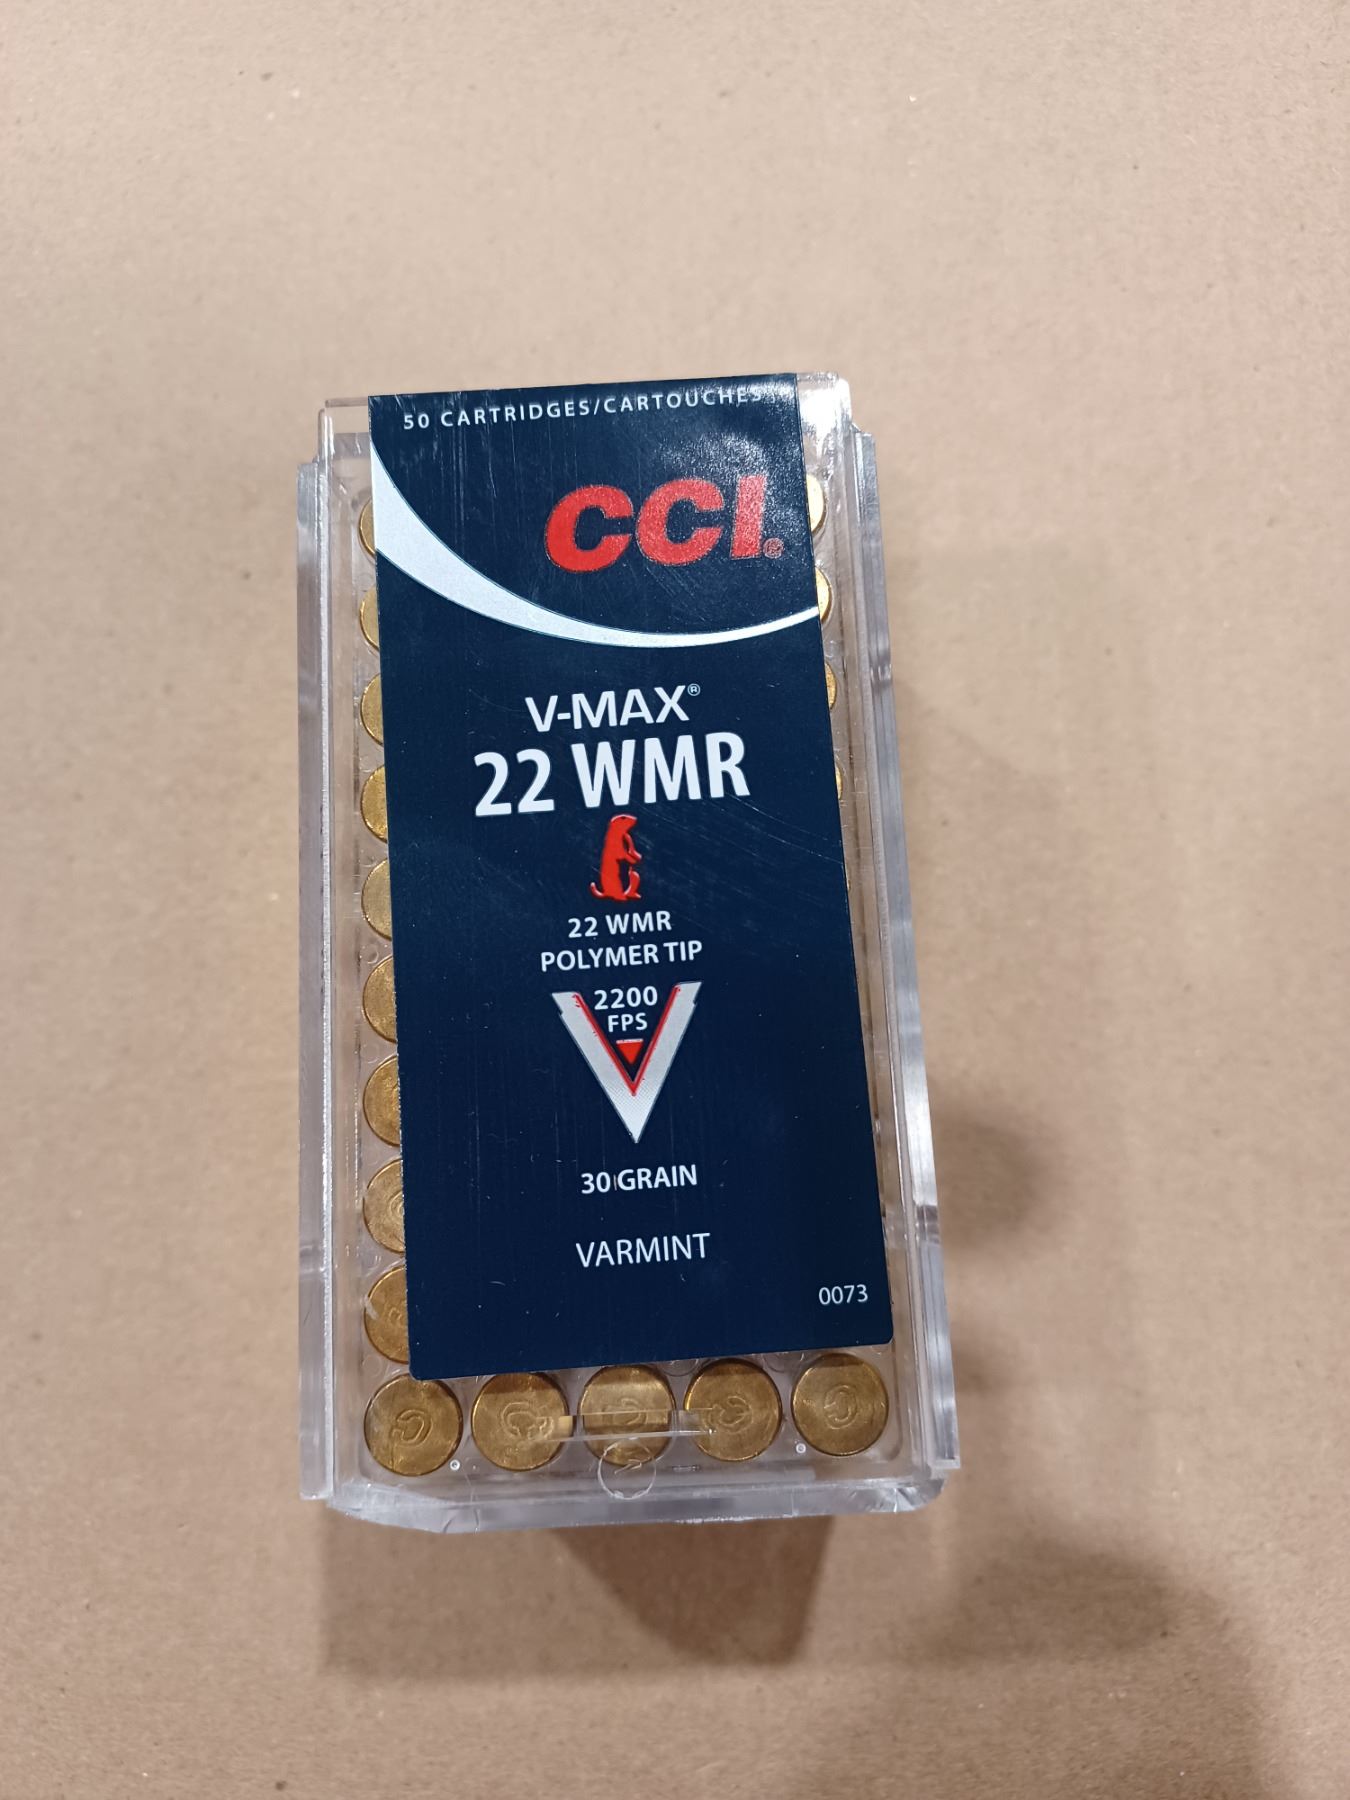 50 CARTRIDGES/CARTOUCHES
CCI®
V-MAX®
22 WMR
22 WMR
POLYMER TIP
2200
FPS
30 GRAIN
VARMINT
0073
C
C
C
C
C